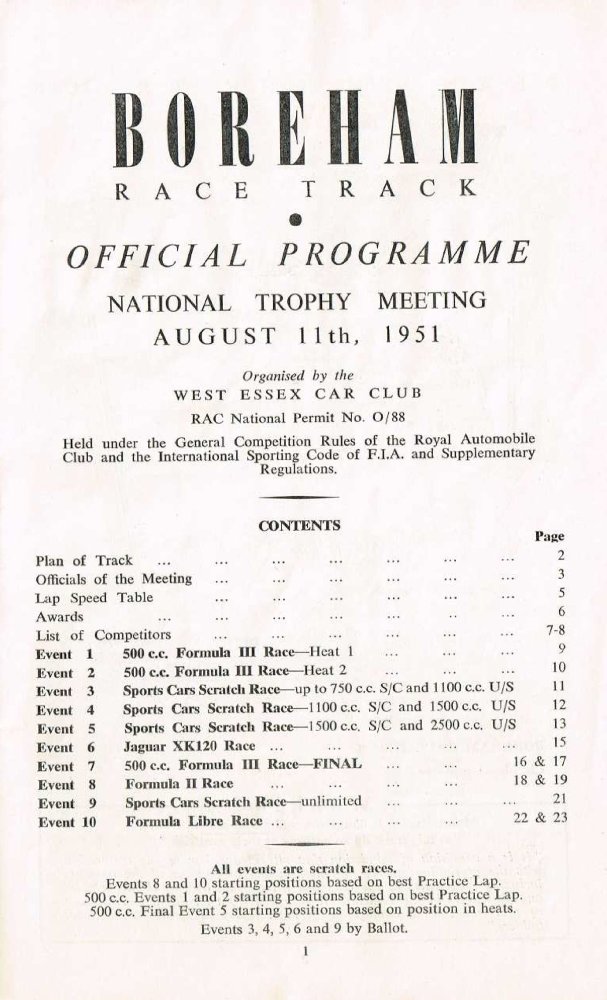 BOREHAM
RACE TRACK
OFFICIAL PROGRAMME
NATIONAL TROPHY MEETING
AUGUST 11th, 1951
Organised by the
WEST ESSEX CAR CLUB
RAC National Permit No. O/88
Held under the General Competition Rules of the Royal Automobile
Club and the International Sporting Code of F.I.A. and Supplementary
Regulations.
CONTENTS
Page
Plan of Track ... ... ... ... ... ... ... 2
Officials of the Meeting ... ... ... ... ... ... 3
Lap Speed Table ... ... ... ... ... ... 5
Awards ... ... ... ... .. ... 6
List of Competitors ... ... ... ... ... ... 7-8
Event 1 500 c.c. Formula III Race—Heat 1 ... ... ... 9
Event 2 500 c.c. Formula III Race—Heat 2 ... ... ... 10
Event 3 Sports Cars Scratch Race—up to 750 c.c. S/C and 1100 c.c. U/S 11
Event 4 Sports Cars Scratch Race—1100 c.c. S/C and 1500 c.c. U/S 12
Event 5 Sports Cars Scratch Race—1500 c.c. S/C and 2500 c.c. U/S 13
Event 6 Jaguar XK120 Race ... ... ... ... ... 15
Event 7 500 c.c. Formula III Race—FINAL ... ... 16 & 17
Event 8 Formula II Race ... ... ... ... 18 & 19
Event 9 Sports Cars Scratch Race—unlimited ... ... ... 21
Event 10 Formula Libre Race ... ... ... ... 22 & 23
All events are scratch races.
Events 8 and 10 starting positions based on best Practice Lap.
500 c.c. Events 1 and 2 starting positions based on best Practice Lap.
500 c.c. Final Event 5 starting positions based on position in heats.
Events 3, 4, 5, 6 and 9 by Ballot.
1